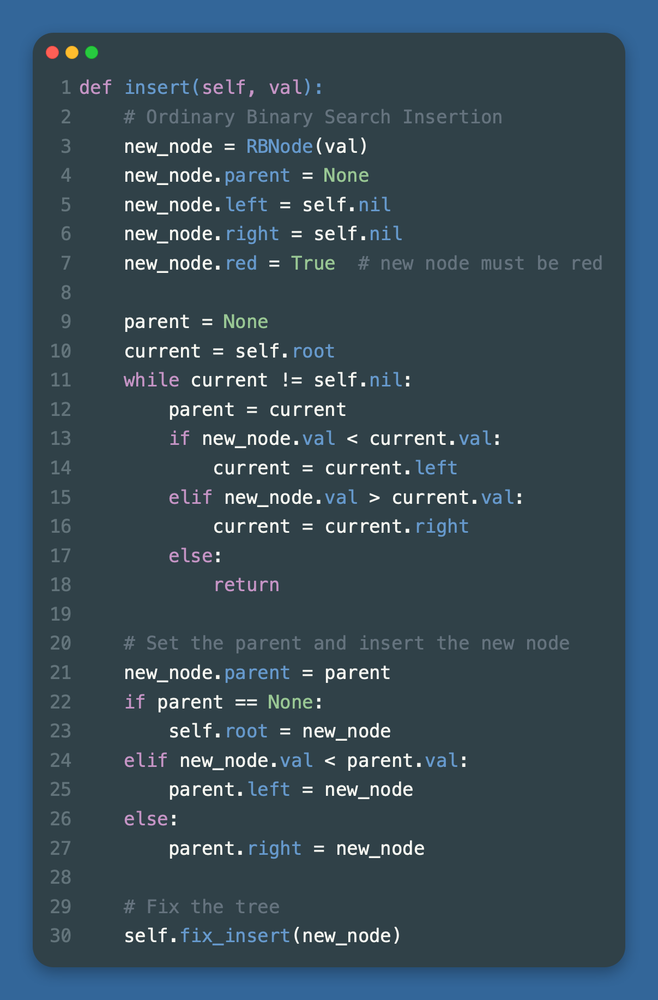 1 def insert(self, val):
2     # Ordinary Binary Search Insertion
3     new_node = RBNode(val)
4     new_node.parent = None
5     new_node.left = self.nil
6     new_node.right = self.nil
7     new_node.red = True  # new node must be red
8
9     parent = None
10     current = self.root
11     while current != self.nil:
12         parent = current
13         if new_node.val < current.val:
14             current = current.left
15         elif new_node.val > current.val:
16             current = current.right
17         else:
18             return
19
20     # Set the parent and insert the new node
21     new_node.parent = parent
22     if parent == None:
23         self.root = new_node
24     elif new_node.val < parent.val:
25         parent.left = new_node
26     else:
27         parent.right = new_node
28
29     # Fix the tree
30     self.fix_insert(new_node)